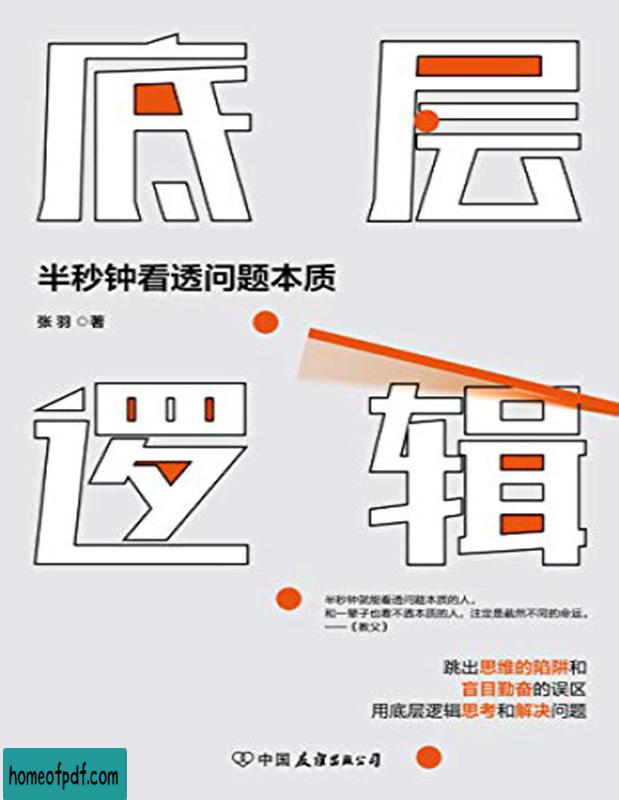 底层
半秒钟看透问题本质
张 羽 ◎著
逻辑
半秒钟就能看透问题本质的人,
和一辈子也看不透本质的人,注定是截然不同的命运。
——《教父》
跳出思维的陷阱和
盲目勤奋的误区
用底层逻辑思考和解决问题
中国友谊出版公司
homeofpdf.com